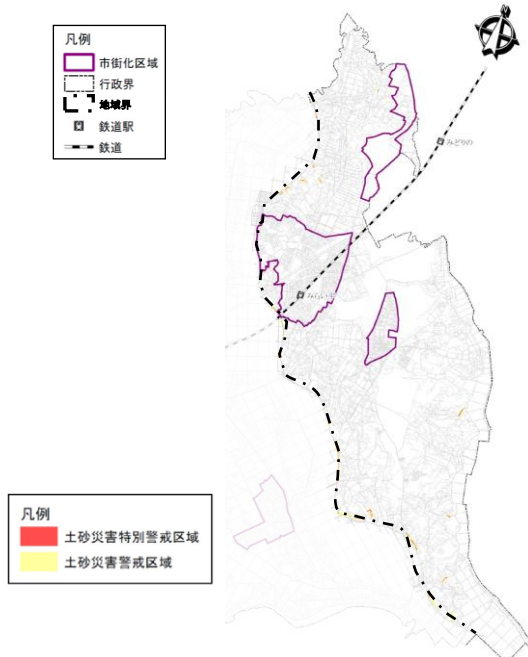 凡例
市街化区域
行政界
地域界
鉄道駅
鉄道
みどりの
凡例
土砂災害特別警戒区域
土砂災害警戒区域